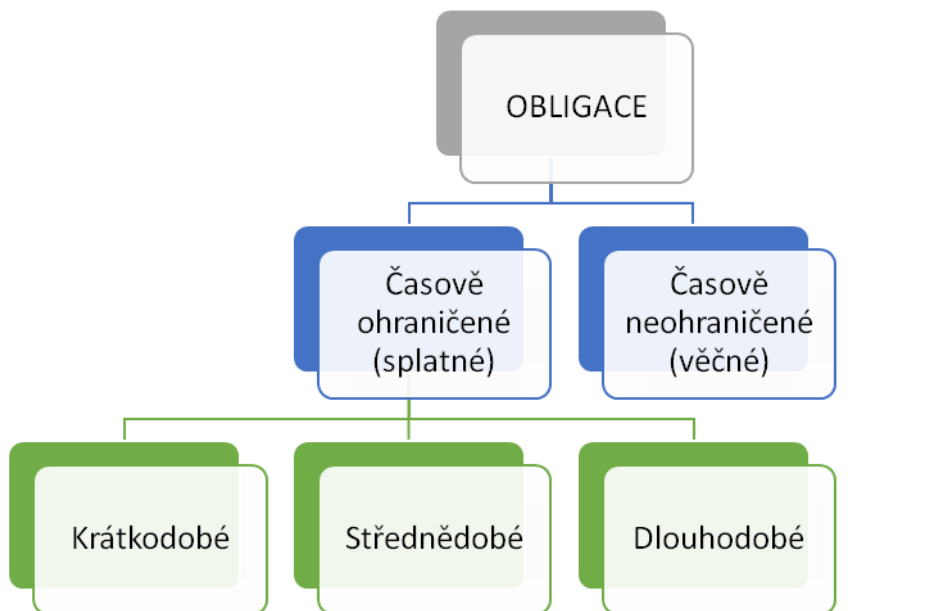 OBLIGACE
Časově
ohraničené
(splatné)
Časově
neohraničené
(věčné)
Krátkodobé
Střednědobé
Dlouhodobé